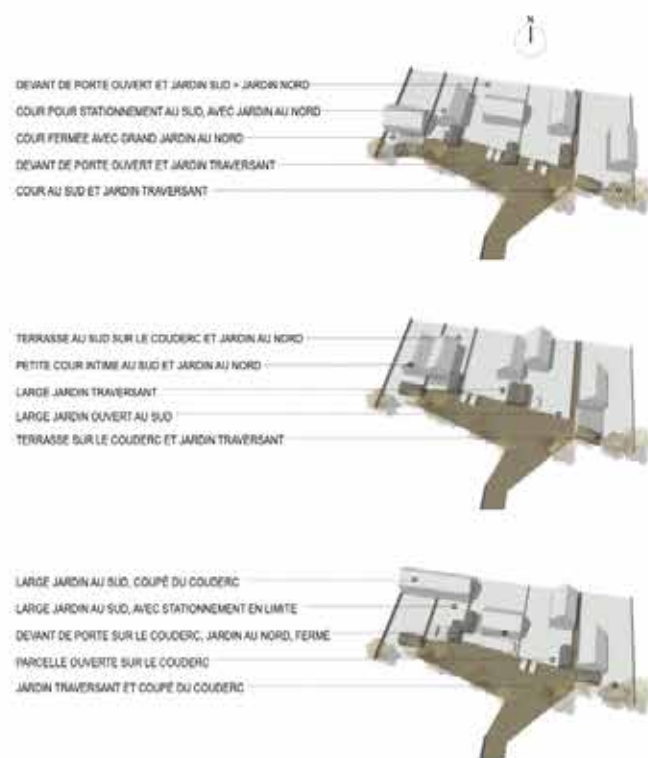 N
DEVANT DE PORTE OUVERT ET JARDIN SUD > JARDIN NORD
COUR POUR STATIONNEMENT AU SUD, AVEC JARDIN AU NORD
COUR FERMÉE AVEC GRAND JARDIN AU NORD
DEVANT DE PORTE OUVERT ET JARDIN TRAVERSANT
COUR AU SUD ET JARDIN TRAVERSANT
TERRASSE AU SUD SUR LE COUDERC ET JARDIN AU NORD
PETITE COUR INTIME AU SUD ET JARDIN AU NORD
LARGE JARDIN TRAVERSANT
LARGE JARDIN OUVERT AU SUD
TERRASSE SUR LE COUDERC ET JARDIN TRAVERSANT
LARGE JARDIN AU SUD, COUPÉ DU COUDERC
LARGE JARDIN AU SUD, AVEC STATIONNEMENT EN LIMITE
DEVANT DE PORTE SUR LE COUDERC, JARDIN AU NORD, FERMÉ
PARCELLE OUVERTE SUR LE COUDERC
JARDIN TRAVERSANT ET COUPÉ DU COUDERC